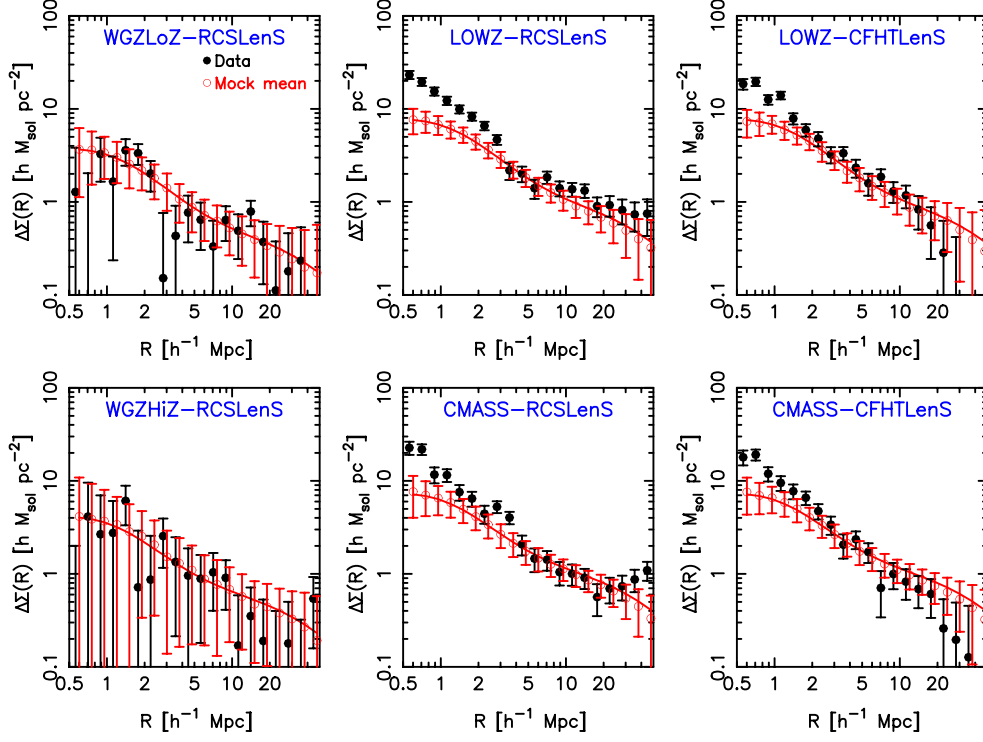 WGZLoZ−RCSLenS
Data
Mock mean
ΔΣ(R) [h M_sol pc^−2]
100
10
1
0.1
0.5 1 2 5 10 20
R [h^−1 Mpc]
LOWZ−RCSLenS
ΔΣ(R) [h M_sol pc^−2]
100
10
1
0.1
0.5 1 2 5 10 20
R [h^−1 Mpc]
LOWZ−CFHTLenS
ΔΣ(R) [h M_sol pc^−2]
100
10
1
0.1
0.5 1 2 5 10 20
R [h^−1 Mpc]
WGZHiZ−RCSLenS
ΔΣ(R) [h M_sol pc^−2]
100
10
1
0.1
0.5 1 2 5 10 20
R [h^−1 Mpc]
CMASS−RCSLenS
ΔΣ(R) [h M_sol pc^−2]
100
10
1
0.1
0.5 1 2 5 10 20
R [h^−1 Mpc]
CMASS−CFHTLenS
ΔΣ(R) [h M_sol pc^−2]
100
10
1
0.1
0.5 1 2 5 10 20
R [h^−1 Mpc]